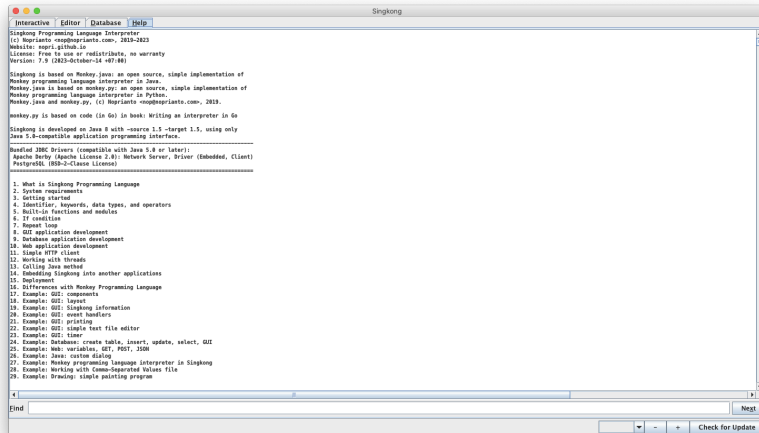 Singkong
Interactive Editor Database Help
Singkong Programming Language Interpreter
(c) Noprianto <nop@noprianto.com>, 2019-2023
Website: nopri.github.io
License: Free to use or redistribute, no warranty
Version: 7.9 (2023-October-14 +07:00)
Singkong is based on Monkey.java: an open source, simple implementation of
Monkey programming language interpreter in Java.
Monkey.java is based on monkey.py: an open source, simple implementation of
Monkey programming language interpreter in Python.
Monkey.java and monkey.py, (c) Noprianto <nop@noprianto.com>, 2019.
monkey.py is based on code (in Go) in book: Writing an interpreter in Go
Singkong is developed on Java 8 with -source 1.5 -target 1.5, using only
Java 5.0-compatible application programming interface.
Bundled JDBC Drivers (compatible with Java 5.0 or later):
Apache Derby (Apache License 2.0): Network Server, Driver (Embedded, Client)
PostgreSQL (BSD-2-Clause License)
1. What is Singkong Programming Language
2. System requirements
3. Getting started
4. Identifier, keywords, data types, and operators
5. Built-in functions and modules
6. If condition
7. Repeat loop
8. GUI application development
9. Database application development
10. Web application development
11. Simple HTTP client
12. Working with threads
13. Calling Java method
14. Embedding Singkong into another applications
15. Deployment
16. Differences with Monkey Programming Language
17. Example: GUI: components
18. Example: GUI: layout
19. Example: GUI: Singkong information
20. Example: GUI: event handlers
21. Example: GUI: printing
22. Example: GUI: simple text file editor
23. Example: GUI: timer
24. Example: Database: create table, insert, update, select, GUI
25. Example: Web: variables, GET, POST, JSON
26. Example: Java: custom dialog
27. Example: Monkey programming language interpreter in Singkong
28. Example: Working with Comma-Separated Values file
29. Example: Drawing: simple painting program
Find Next
- + Check for Update